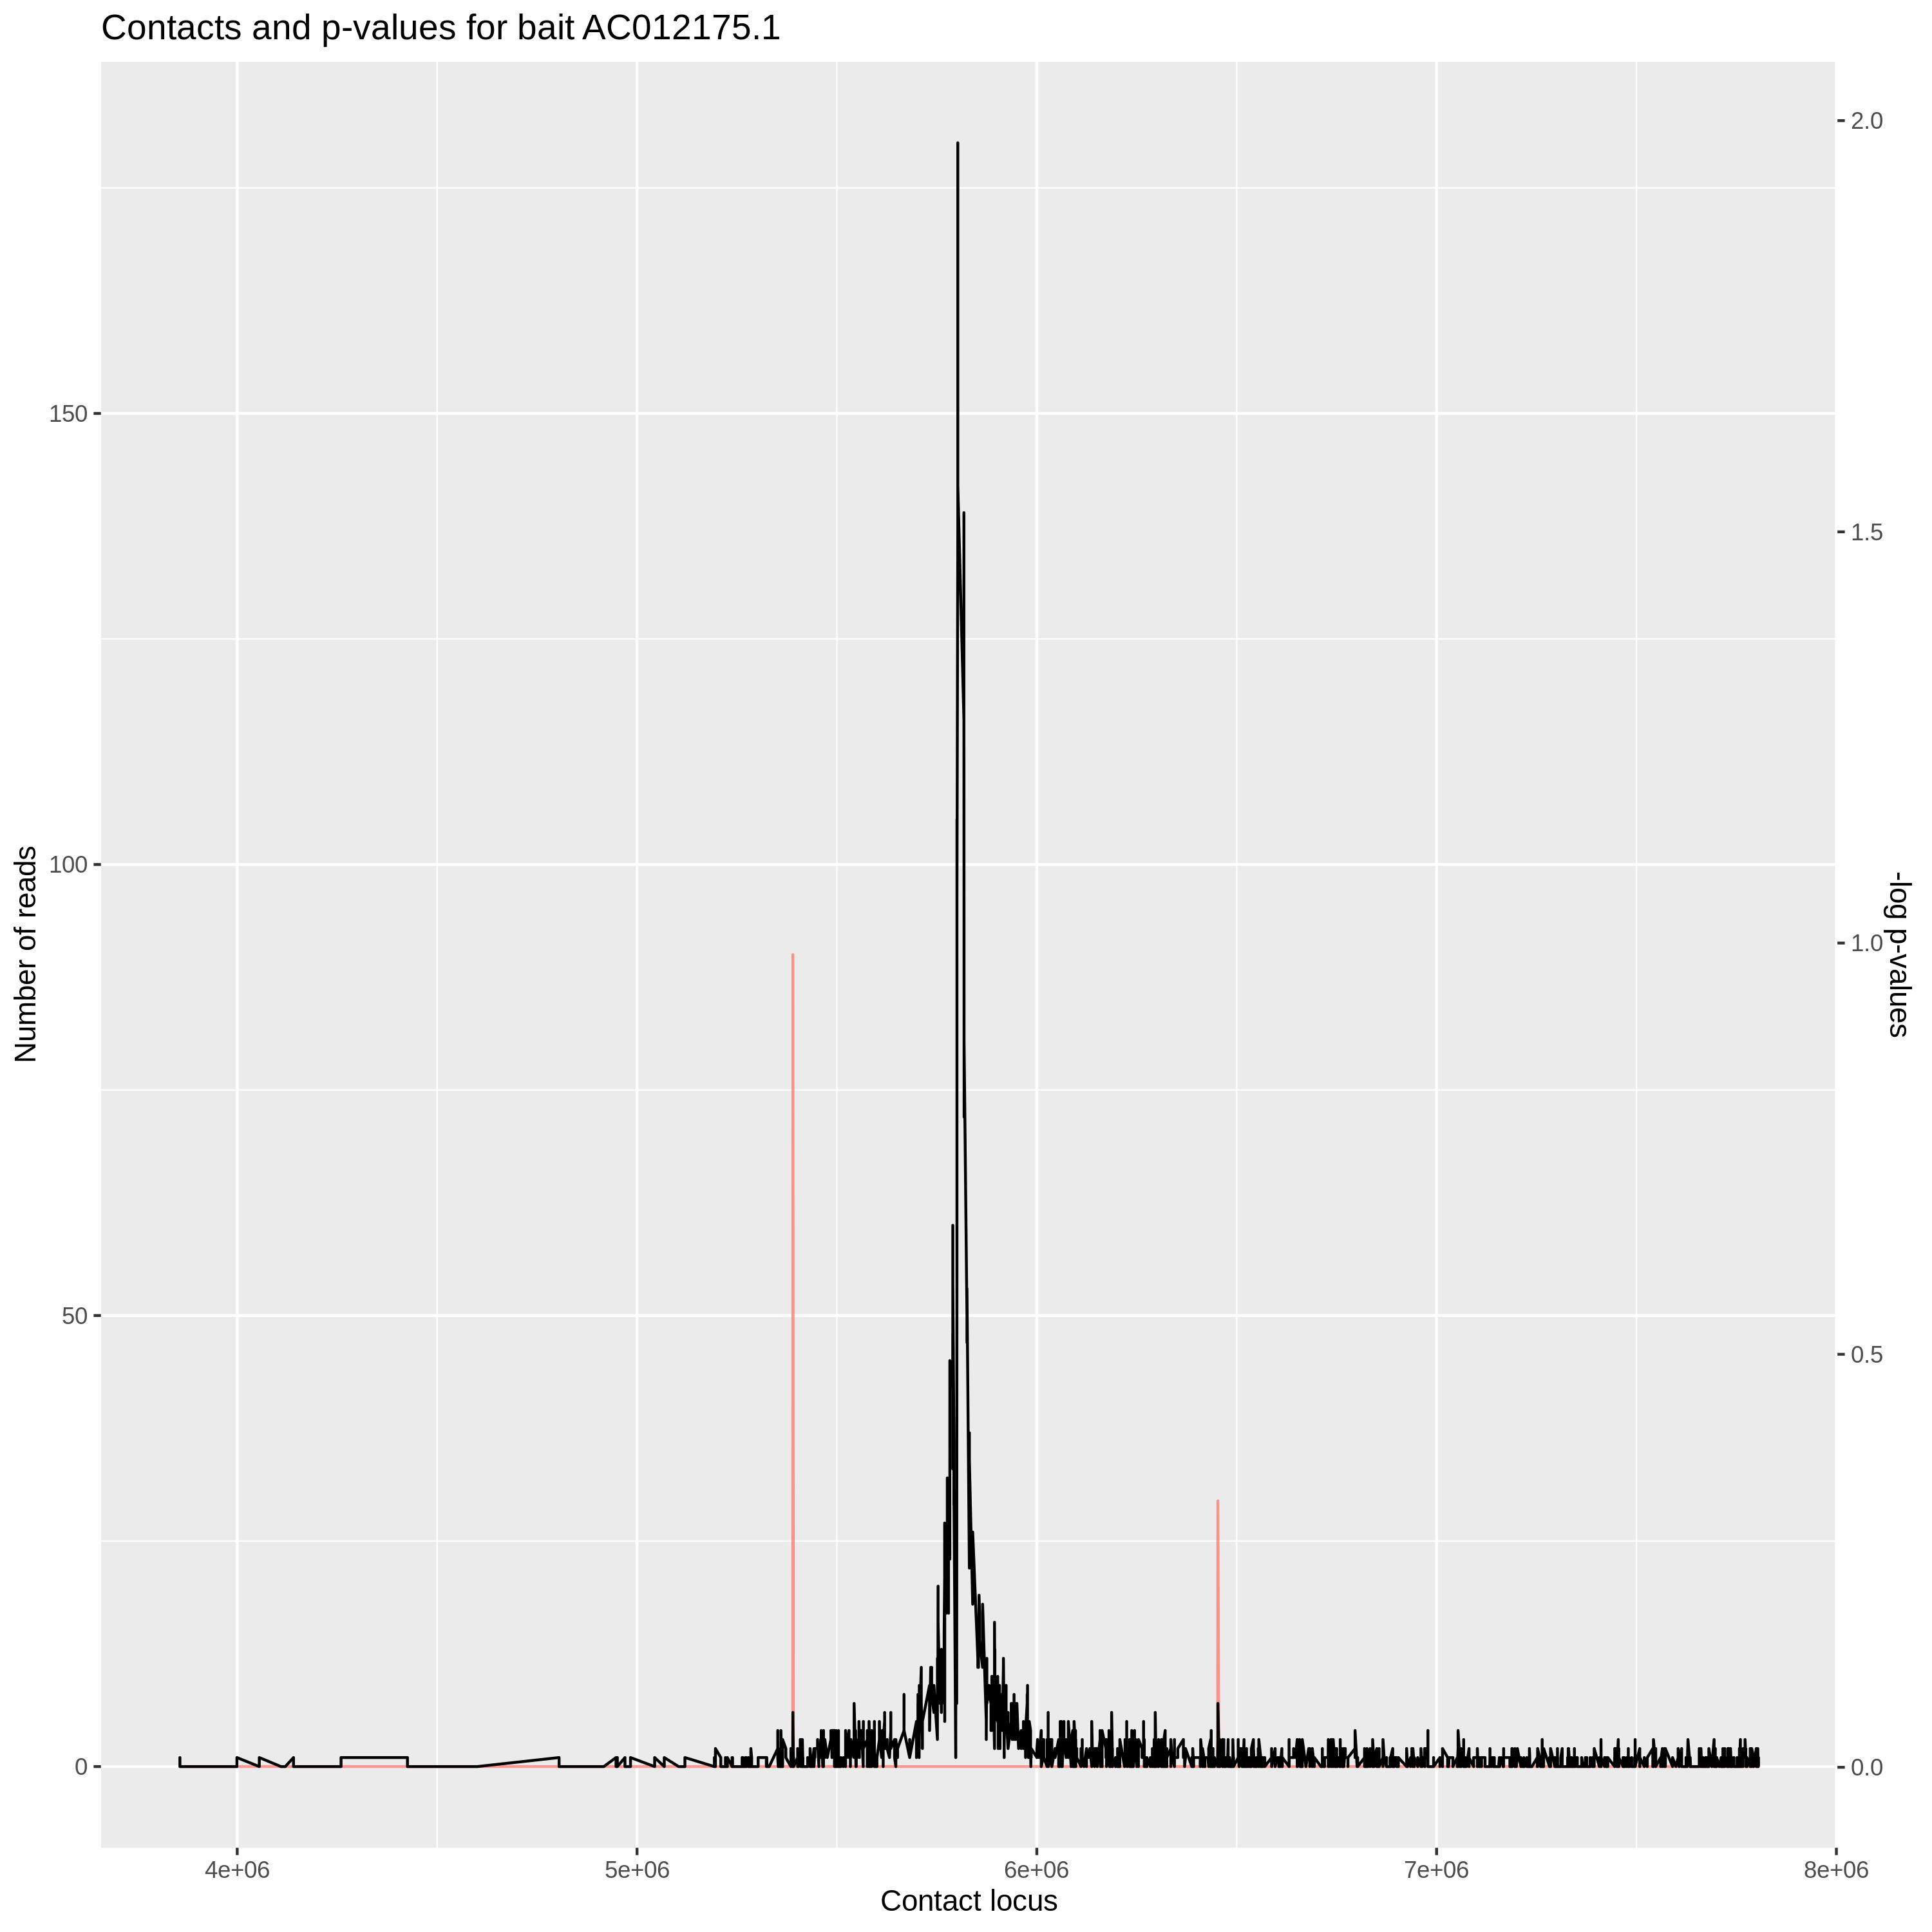 Contacts and p-values for bait AC012175.1
Number of reads
150
100
50
0
2.0
1.5
1.0
0.5
0.0
-log p-values
4e+06
5e+06
6e+06
7e+06
8e+06
Contact locus